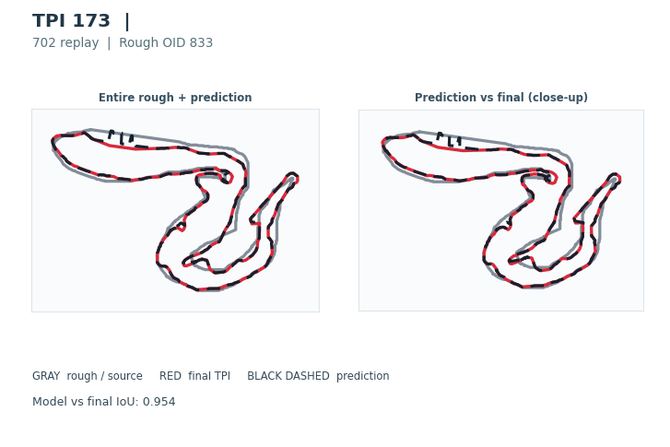 TPI 173 |
702 replay | Rough OID 833
Entire rough + prediction
Prediction vs final (close-up)
GRAY rough / source RED final TPI BLACK DASHED prediction
Model vs final IoU: 0.954